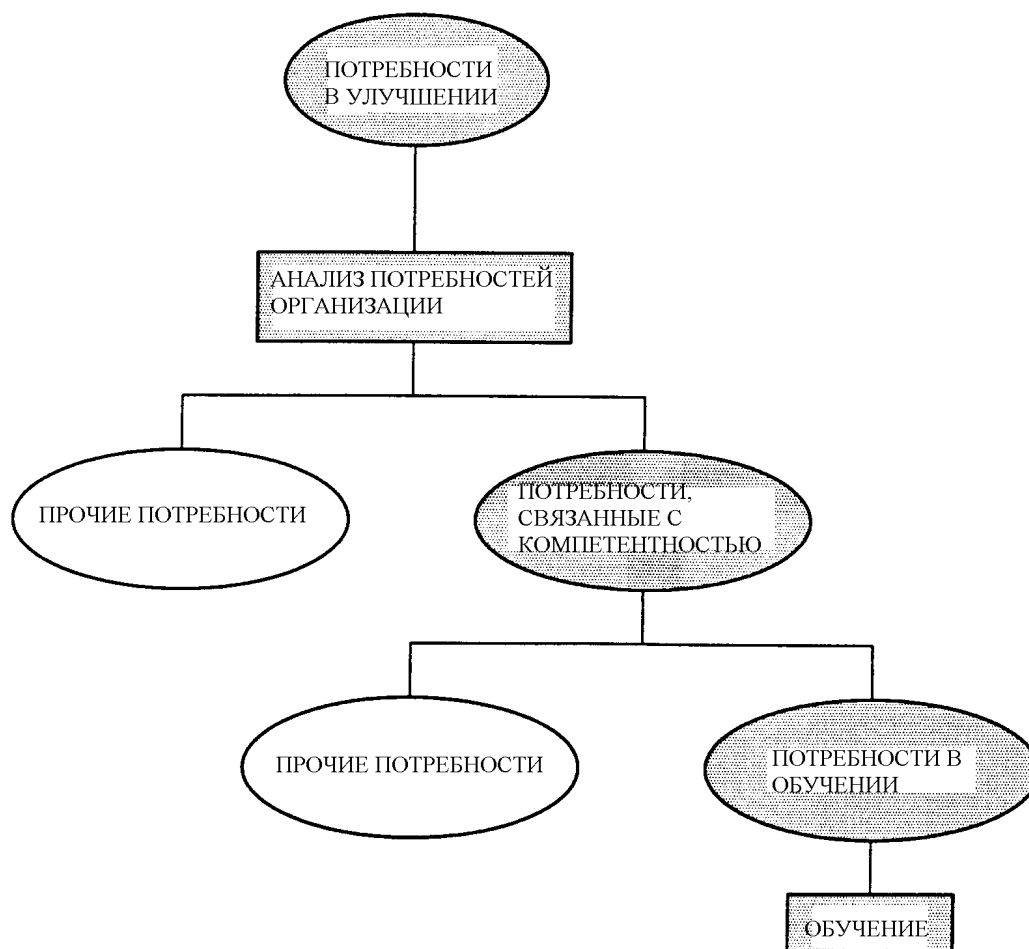 ПОТРЕБНОСТИ
В УЛУЧШЕНИИ
АНАЛИЗ ПОТРЕБНОСТЕЙ
ОРГАНИЗАЦИИ
ПРОЧИЕ ПОТРЕБНОСТИ
ПОТРЕБНОСТИ,
СВЯЗАННЫЕ С
КОМПЕТЕНТНОСТЬЮ
ПРОЧИЕ ПОТРЕБНОСТИ
ПОТРЕБНОСТИ В
ОБУЧЕНИИ
ОБУЧЕНИЕ